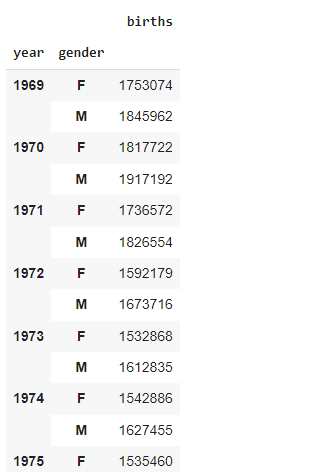 births
year gender
1969 F 1753074
M 1845962
1970 F 1817722
M 1917192
1971 F 1736572
M 1826554
1972 F 1592179
M 1673716
1973 F 1532868
M 1612835
1974 F 1542886
M 1627455
1975 F 1535460